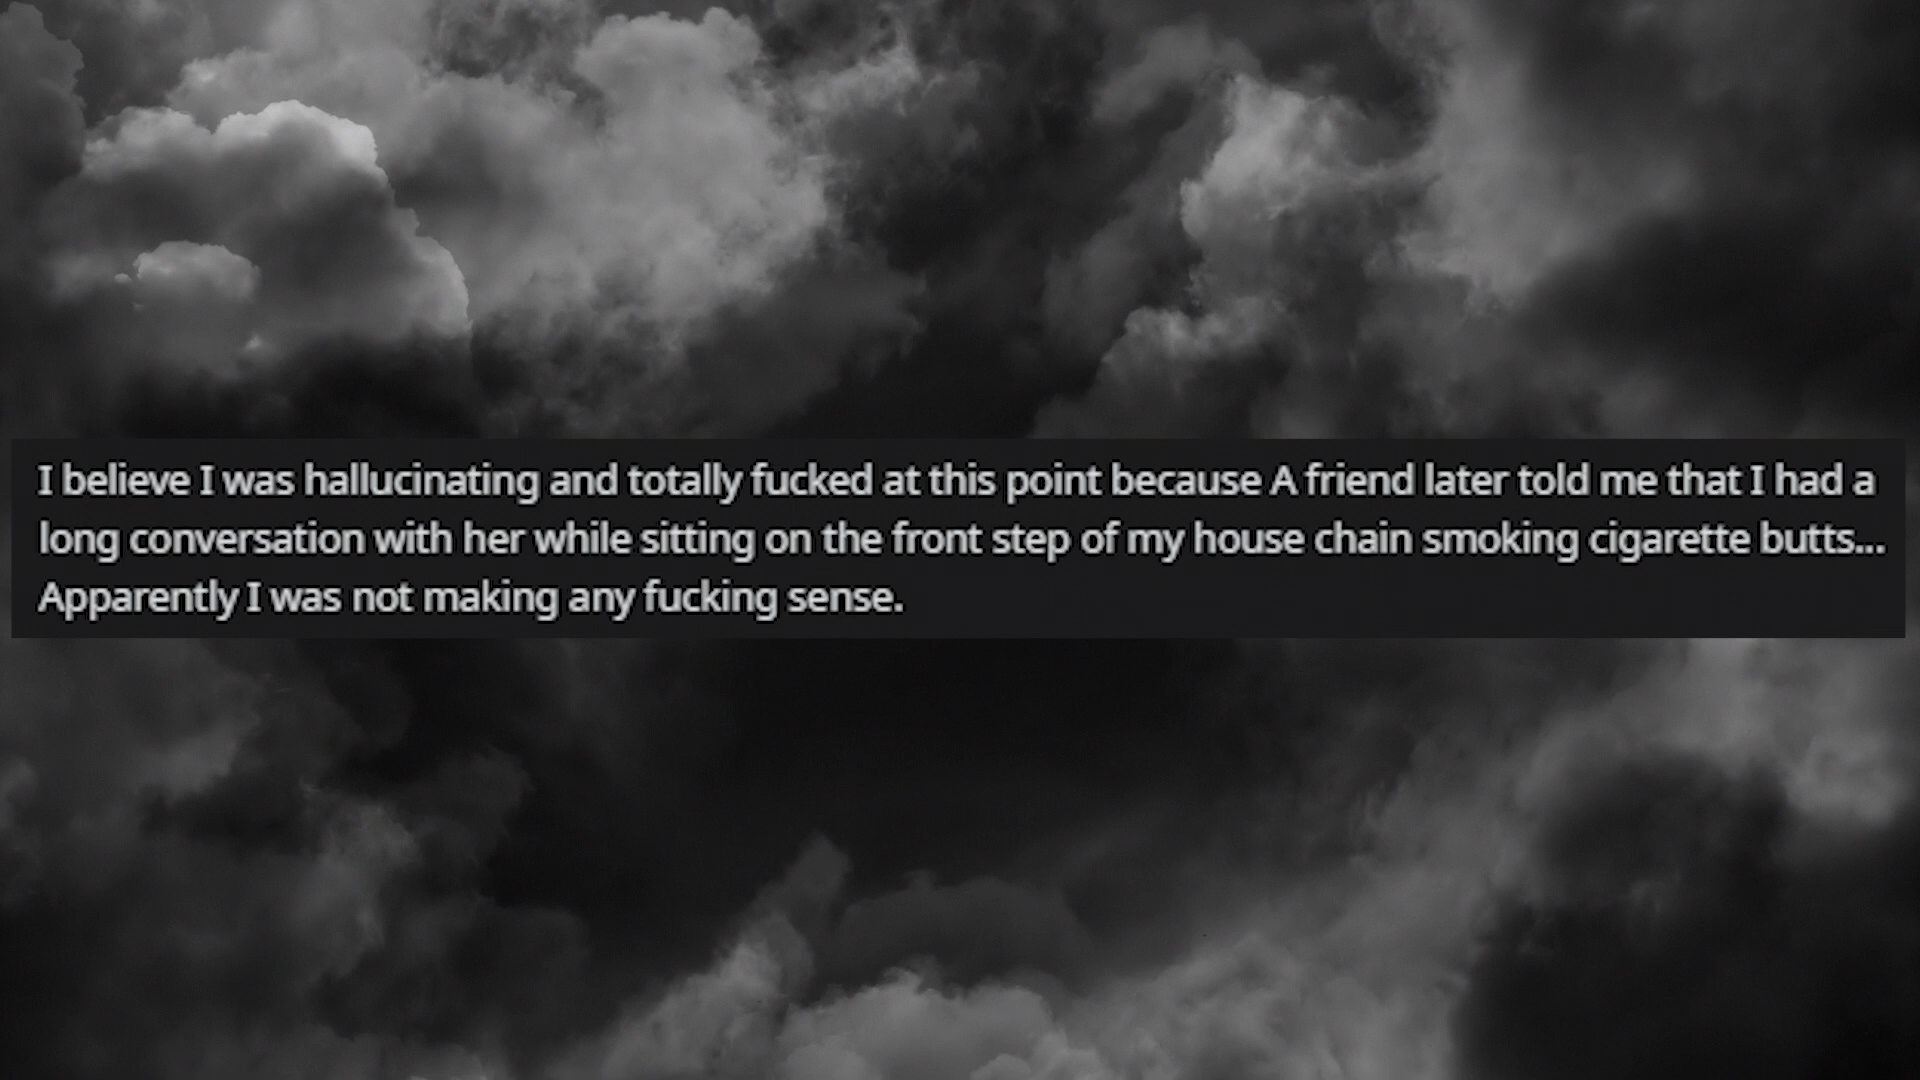 I believe I was hallucinating and totally fucked at this point because A friend later told me that I had a
long conversation with her while sitting on the front step of my house chain smoking cigarette butts...
Apparently I was not making any fucking sense.